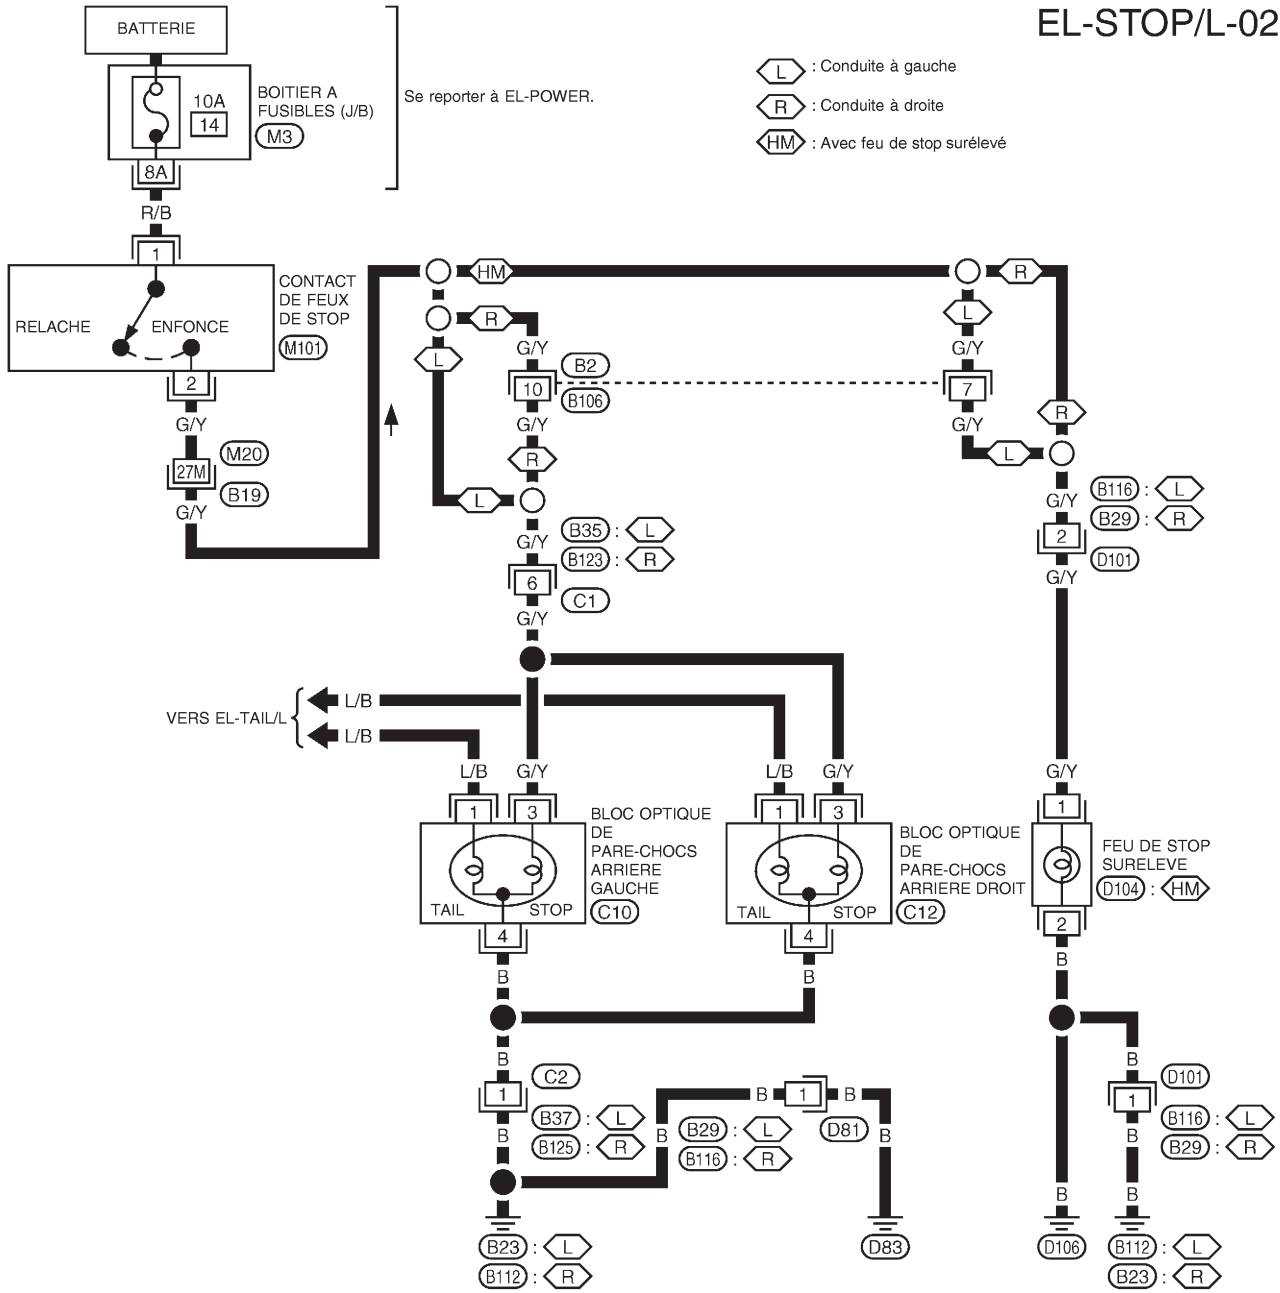 EL-STOP/L-02
BATTERIE
10A
14
BOITIER A
FUSIBLES (J/B)
M3
8A
Se reporter à EL-POWER.
L : Conduite à gauche
R : Conduite à droite
HM : Avec feu de stop surélevé
R/B
1
CONTACT
DE FEUX
DE STOP
M101
RELACHE
ENFONCE
2
G/Y
M20
27M
B19
G/Y
HM
R
R
L
L
G/Y
G/Y
B2
10
7
B106
G/Y
G/Y
R
R
L
L
B35 : L
B123 : R
G/Y
6
C1
G/Y
G/Y
B116 : L
B29 : R
2
D101
G/Y
VERS EL-TAIL/L
L/B
L/B
L/B
G/Y
L/B
G/Y
G/Y
1
3
1
3
1
BLOC OPTIQUE
DE
PARE-CHOCS
ARRIERE
GAUCHE
C10
TAIL
STOP
4
BLOC OPTIQUE
DE
PARE-CHOCS
ARRIERE DROIT
C12
TAIL
STOP
4
FEU DE STOP
SURELEVE
D104 : HM
2
B
B
B
B
C2
1
B37 : L
B125 : R
B
B
B29 : L
B116 : R
B
1
B
D81
B
B
D101
1
B116 : L
B29 : R
B
B
B
B23 : L
B112 : R
D83
D106
B112 : L
B23 : R